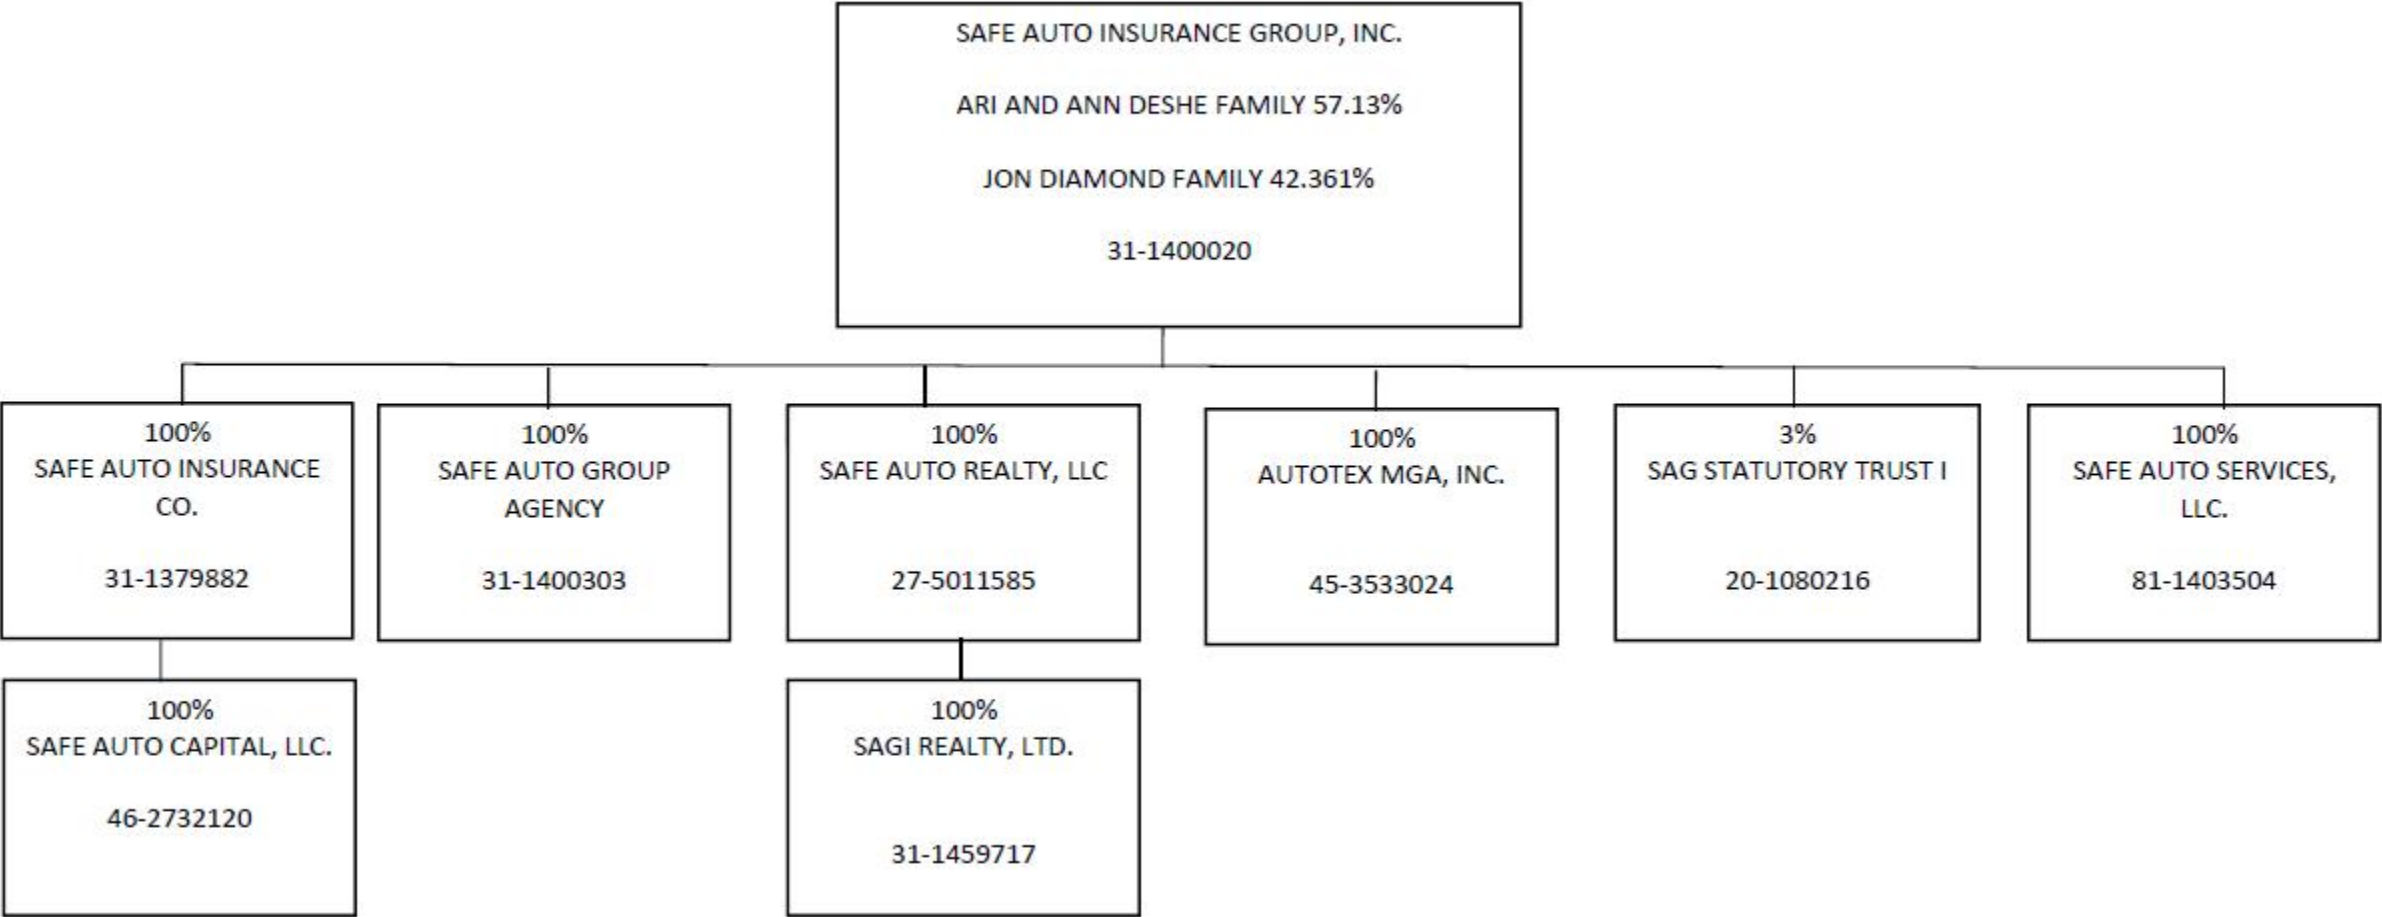 SAFE AUTO INSURANCE GROUP, INC.
ARI AND ANN DESHE FAMILY 57.13%
JON DIAMOND FAMILY 42.361%
31-1400020
100%
SAFE AUTO INSURANCE
CO.
31-1379882
100%
SAFE AUTO GROUP
AGENCY
31-1400303
100%
SAFE AUTO REALTY, LLC
27-5011585
100%
AUTOTEX MGA, INC.
45-3533024
3%
SAG STATUTORY TRUST I
20-1080216
100%
SAFE AUTO SERVICES,
LLC.
81-1403504
100%
SAFE AUTO CAPITAL, LLC.
46-2732120
100%
SAGI REALTY, LTD.
31-1459717